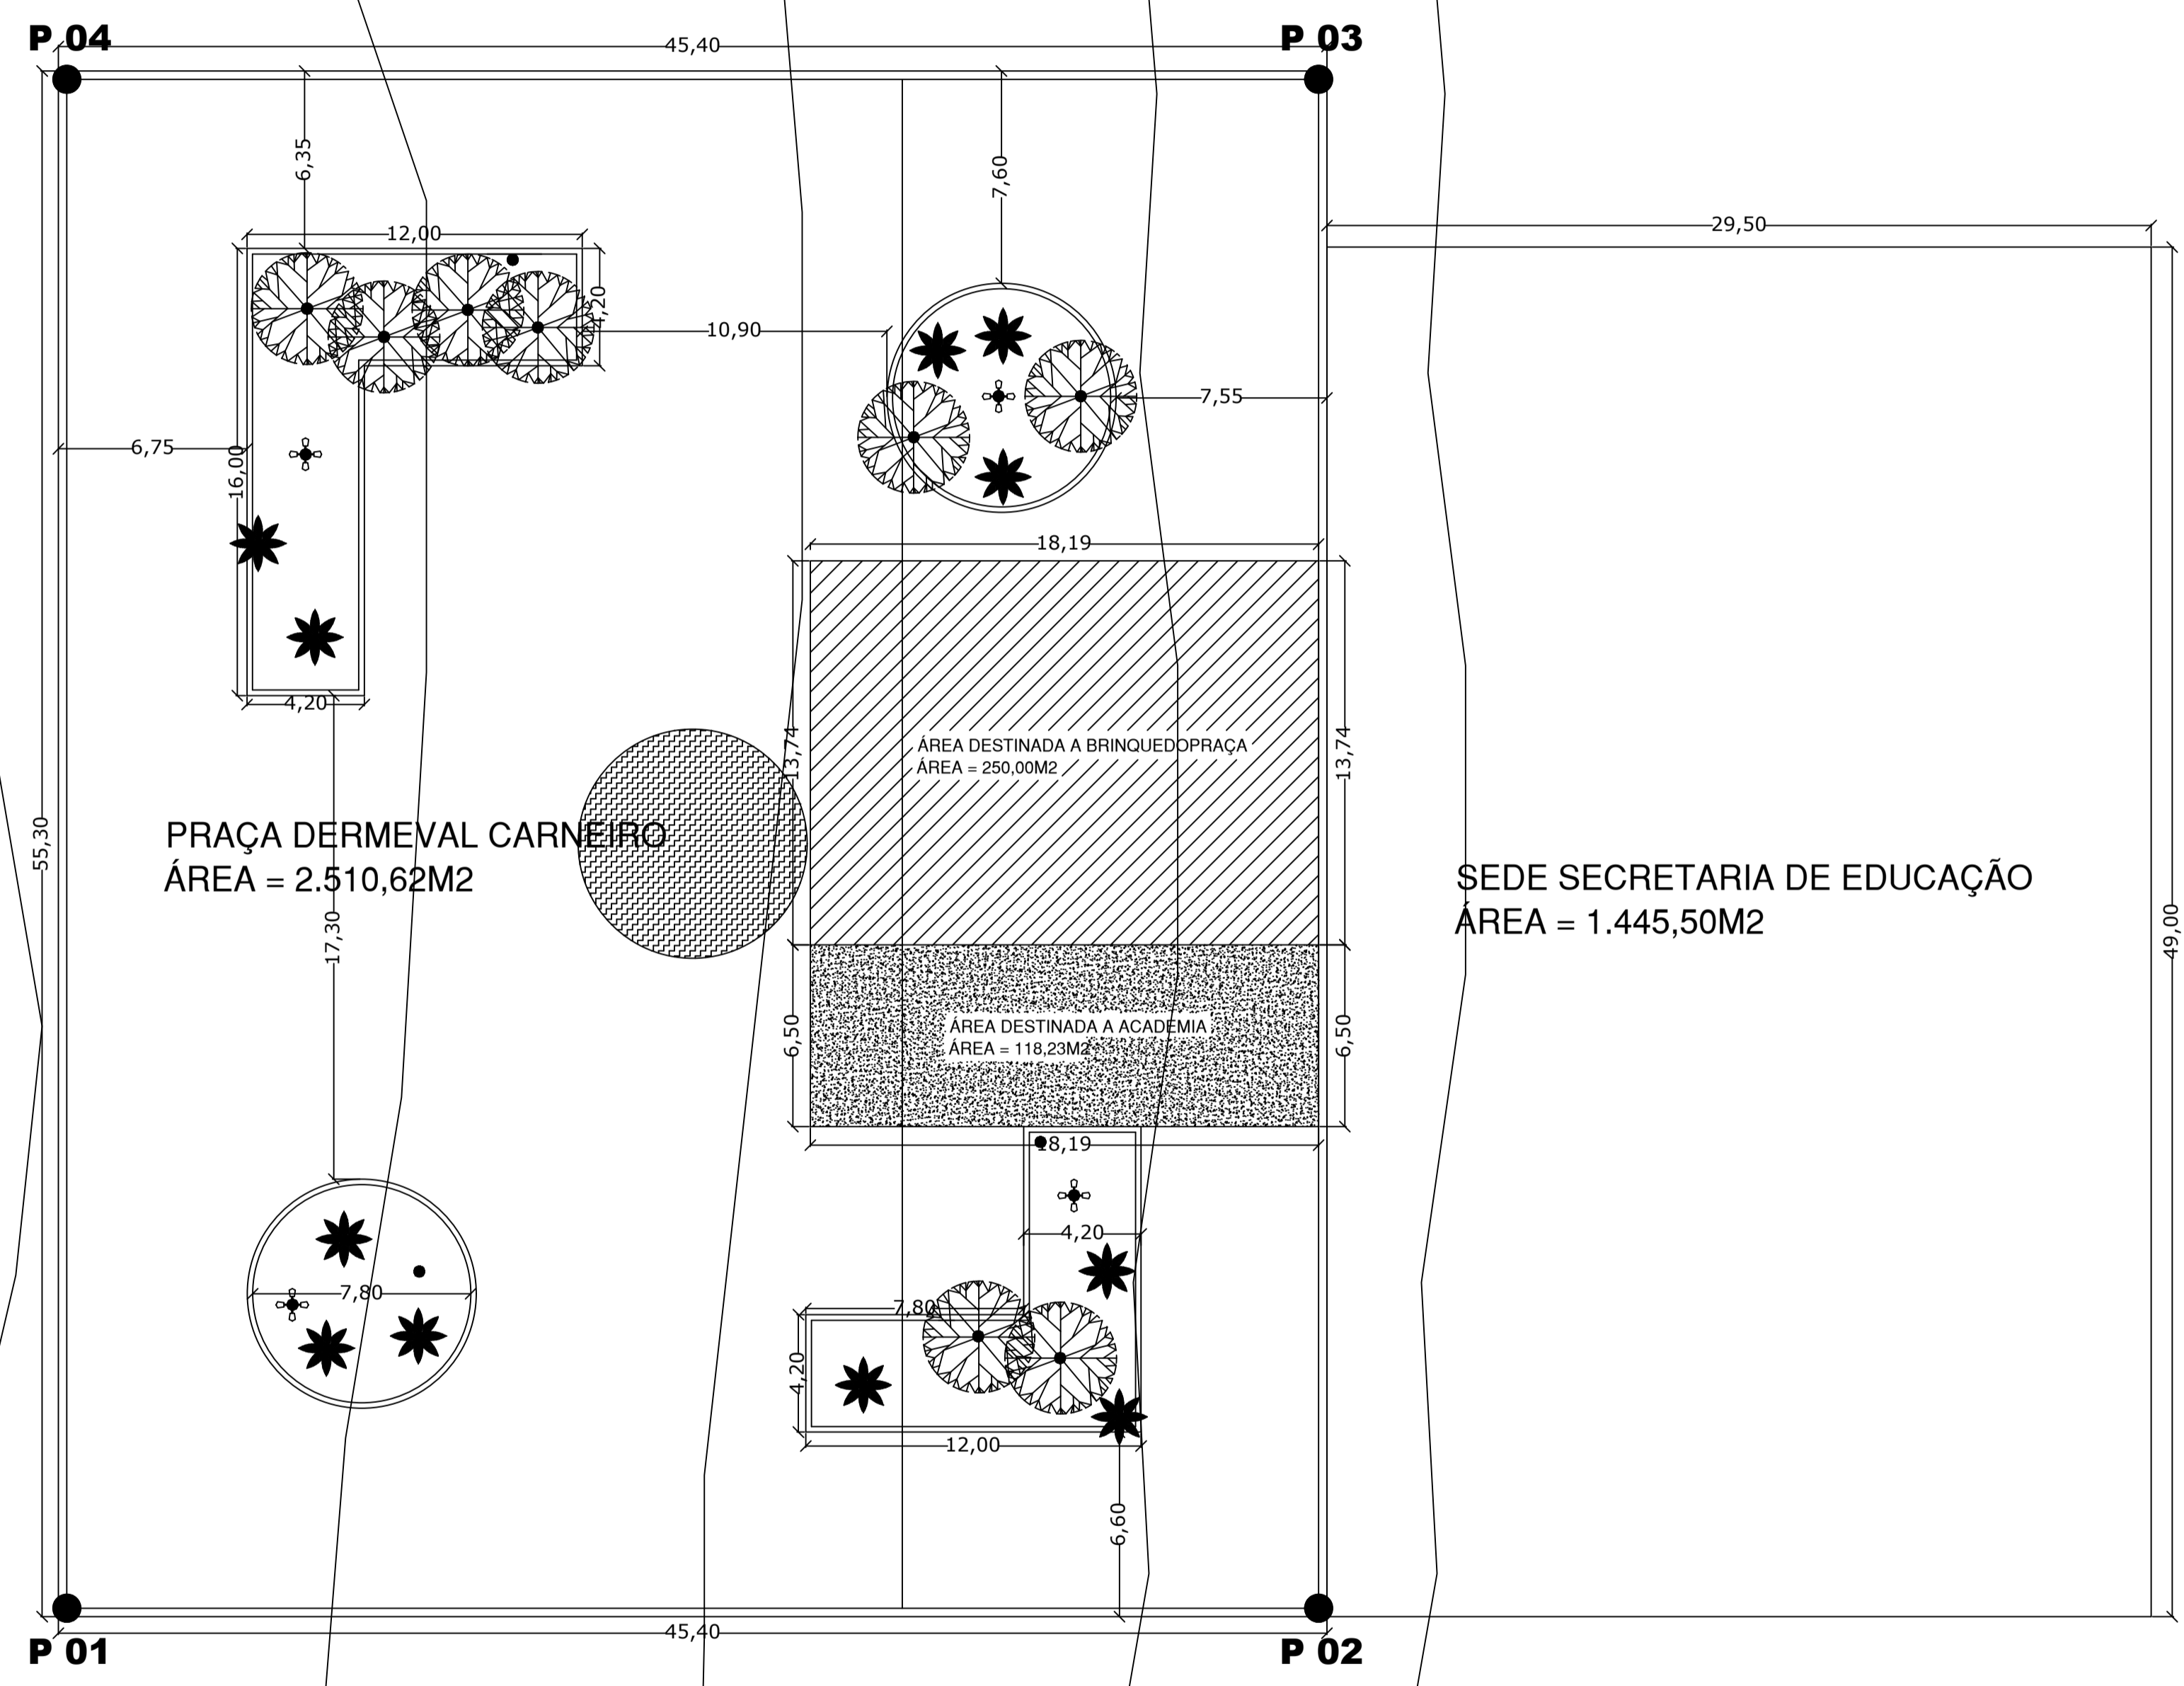 P 04
45,40
P 03
6,35
7,60
12,00
29,50
4,20
10,90
7,55
6,75
16,00
18,19
4,20
13,74
13,74
ÁREA DESTINADA A BRINQUEDOPRAÇA
ÁREA = 250,00M2
55,30
PRAÇA DERMEVAL CARNEIRO
ÁREA = 2.510,62M2
17,30
SEDE SECRETARIA DE EDUCAÇÃO
ÁREA = 1.445,50M2
49,00
6,50
ÁREA DESTINADA A ACADEMIA
ÁREA = 118,23M2
6,50
18,19
4,20
7,80
7,80
4,20
12,00
6,60
45,40
P 01
P 02